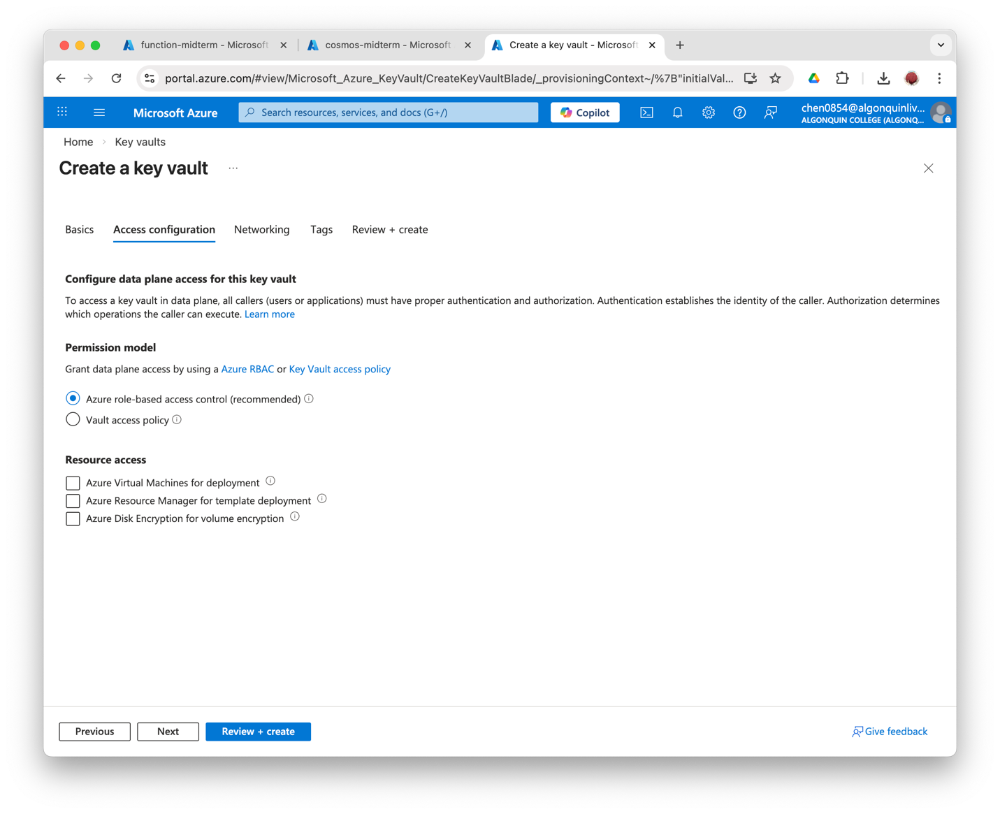 function-midterm - Microsoft
cosmos-midterm - Microsoft
Create a key vault - Microsoft
portal.azure.com/#view/Microsoft_Azure_KeyVault/CreateKeyVaultBlade/_provisioningContext~/%7B"initialVal...
Microsoft Azure
Search resources, services, and docs (G+/)
Copilot
chen0854@algonquinliv...
ALGONQUIN COLLEGE (ALGONQ...
Home > Key vaults
Create a key vault ...
Basics
Access configuration
Networking
Tags
Review + create
Configure data plane access for this key vault
To access a key vault in data plane, all callers (users or applications) must have proper authentication and authorization. Authentication establishes the identity of the caller. Authorization determines
which operations the caller can execute. Learn more
Permission model
Grant data plane access by using a Azure RBAC or Key Vault access policy
Azure role-based access control (recommended)
Vault access policy
Resource access
Azure Virtual Machines for deployment
Azure Resource Manager for template deployment
Azure Disk Encryption for volume encryption
Previous
Next
Review + create
Give feedback